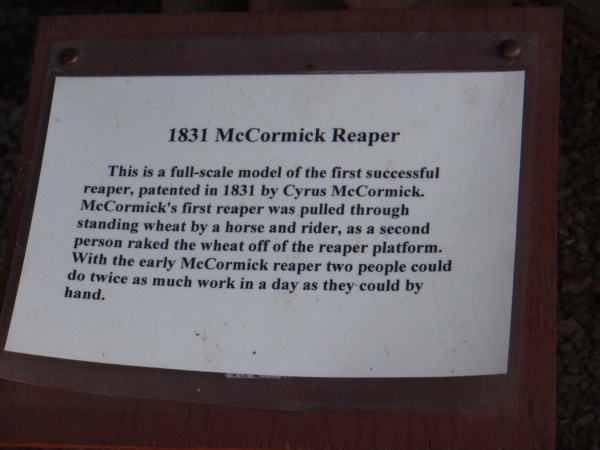 1831 McCormick Reaper
This is a full-scale model of the first successful
reaper, patented in 1831 by Cyrus McCormick.
McCormick's first reaper was pulled through
standing wheat by a horse and rider, as a second
person raked the wheat off of the reaper platform.
With the early McCormick reaper two people could
do twice as much work in a day as they could by
hand.